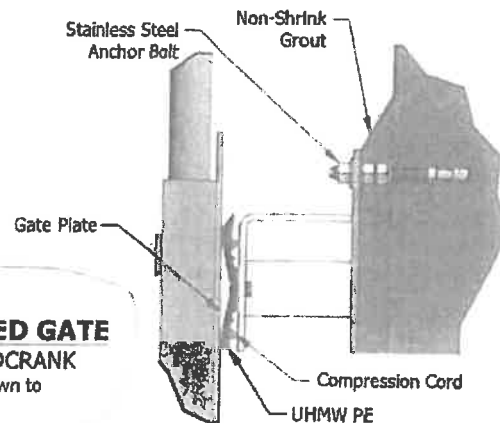 Non-Shrink
Grout
Stainless Steel
Anchor Bolt
Gate Plate
ED GATE
DCRANK
wn to
Compression Cord
UHMW PE